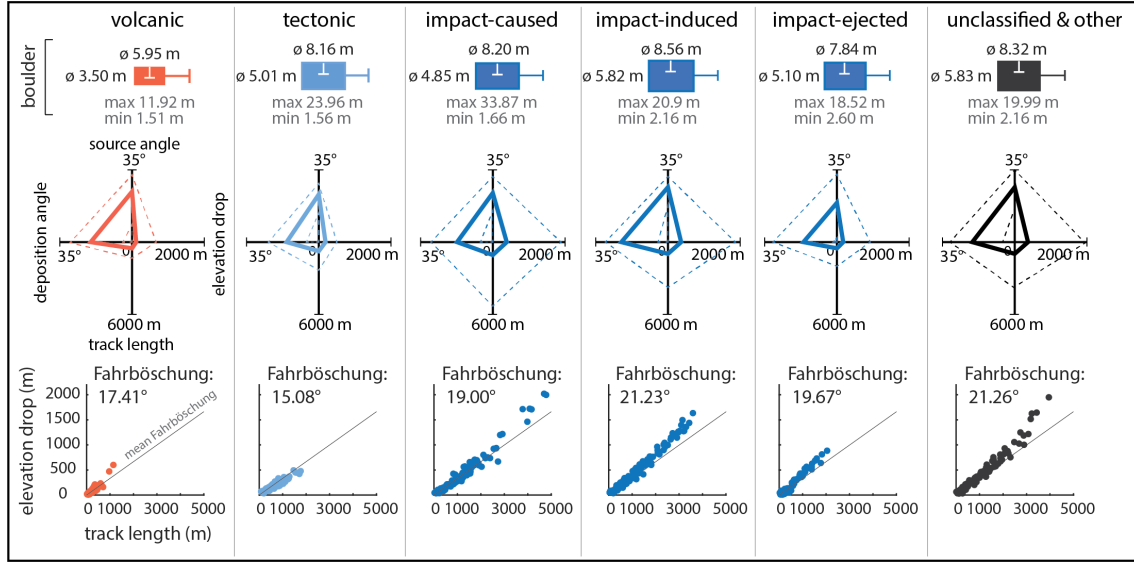 volcanic
tectonic
impact-caused
impact-induced
impact-ejected
unclassified & other
boulder
ø 5.95 m
ø 3.50 m
max 11.92 m
min 1.51 m
ø 8.16 m
ø 5.01 m
max 23.96 m
min 1.56 m
ø 8.20 m
ø 4.85 m
max 33.87 m
min 1.66 m
ø 8.56 m
ø 5.82 m
max 20.9 m
min 2.16 m
ø 7.84 m
ø 5.10 m
max 18.52 m
min 2.60 m
ø 8.32 m
ø 5.83 m
max 19.99 m
min 2.16 m
source angle
35°
deposition angle
35°
0
2000 m
elevation drop
6000 m
track length
35°
35°
0
2000 m
6000 m
35°
35°
0
2000 m
6000 m
35°
35°
0
2000 m
6000 m
35°
35°
0
2000 m
6000 m
35°
35°
0
2000 m
6000 m
elevation drop (m)
Fahrböschung:
17.41°
mean Fahrböschung
2000
1500
1000
500
0
0 1000 3000 5000
track length (m)
Fahrböschung:
15.08°
0 1000 3000 5000
Fahrböschung:
19.00°
0 1000 3000 5000
Fahrböschung:
21.23°
0 1000 3000 5000
Fahrböschung:
19.67°
0 1000 3000 5000
Fahrböschung:
21.26°
0 1000 3000 5000